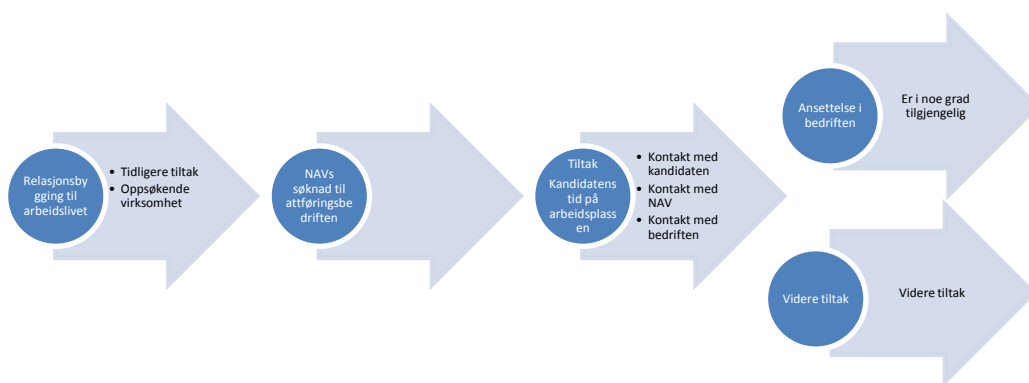 Relasjonsby
gging til
arbeidslivet
• Tidligere tiltak
• Oppsøkende
virksomhet
NAVs
søknad til
attføringsbe
driften
Tiltak
Kandidatens
tid på
arbeidsplass
en
• Kontakt med
kandidaten
• Kontakt med
NAV
• Kontakt med
bedriften
Ansettelse i
bedriften
Er i noe grad
tilgjengelig
Videre tiltak
Videre tiltak